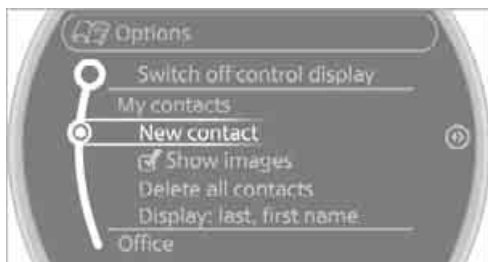 Options
Switch off control display
My contacts
New contact
Show images
Delete all contacts
Display: last, first name
Office